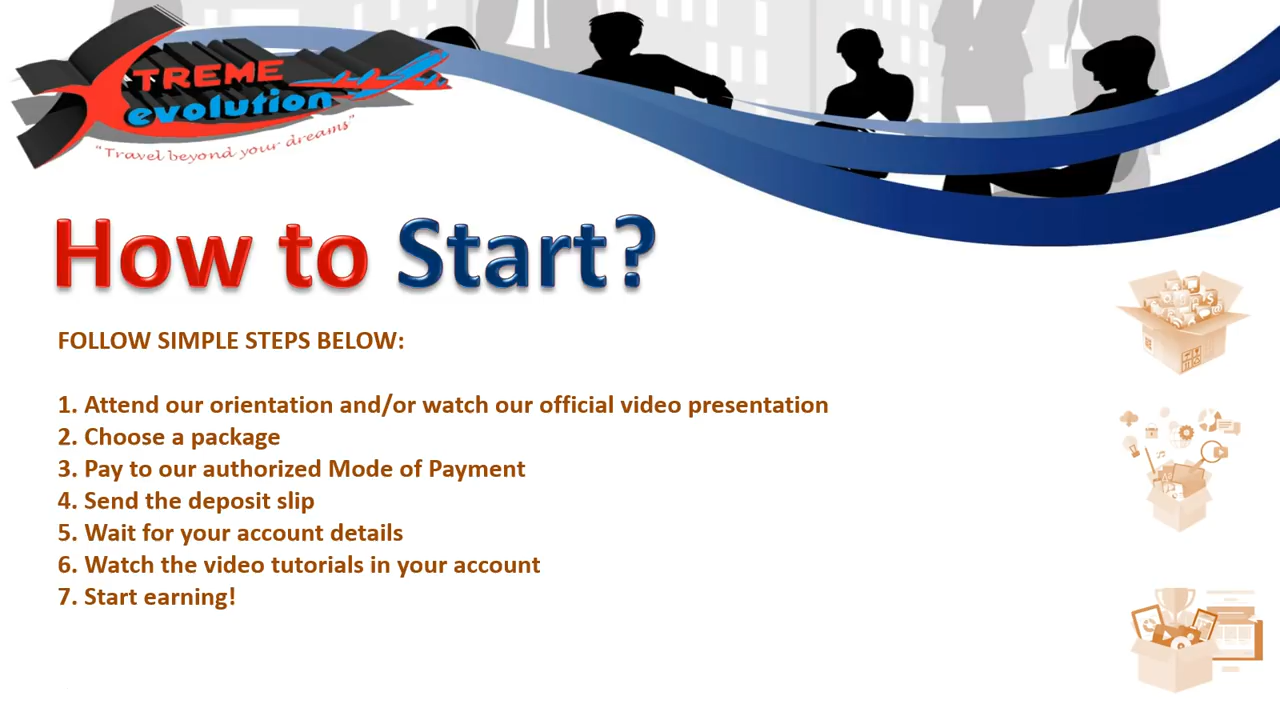 XTREME
evolution
"Travel beyond your dreams"
How to Start?
FOLLOW SIMPLE STEPS BELOW:
1. Attend our orientation and/or watch our official video presentation
2. Choose a package
3. Pay to our authorized Mode of Payment
4. Send the deposit slip
5. Wait for your account details
6. Watch the video tutorials in your account
7. Start earning!